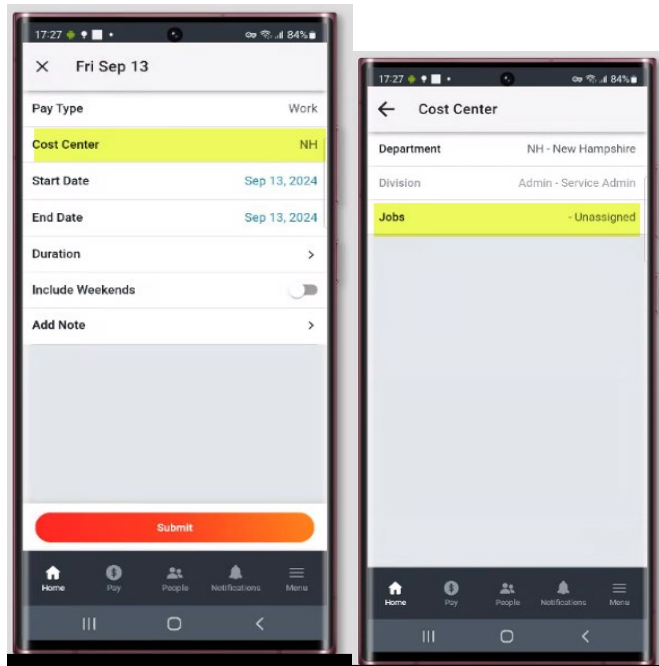 17:27 84%
Fri Sep 13
Pay Type Work
Cost Center NH
Start Date Sep 13, 2024
End Date Sep 13, 2024
Duration
Include Weekends
Add Note
Submit
Home Pay People Notifications Menu
17:27 84%
Cost Center
Department NH - New Hampshire
Division Admin - Service Admin
Jobs - Unassigned
Home Pay People Notifications Menu